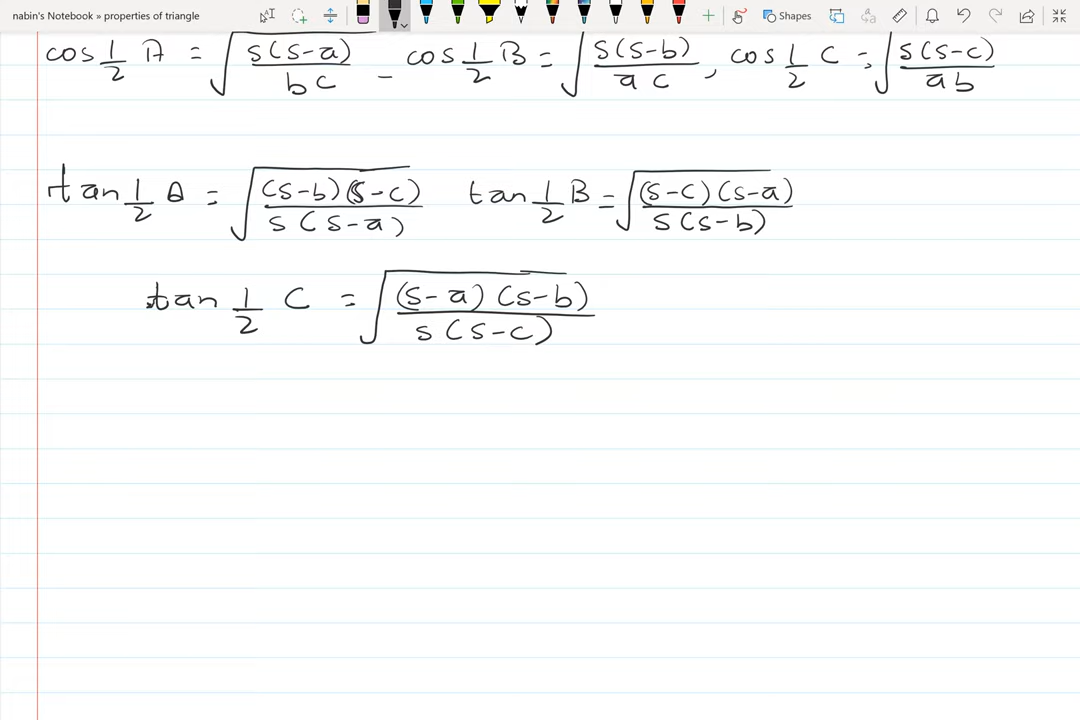 nabin's Notebook » properties of triangle
Shapes
cos 1/2 A = √(s(s-a)/bc) - cos 1/2 B = √(s(s-b)/ac), cos 1/2 C = √(s(s-c)/ab)
tan 1/2 A = √((s-b)(s-c)/s(s-a)) tan 1/2 B = √((s-c)(s-a)/s(s-b))
tan 1/2 C = √((s-a)(s-b)/s(s-c))